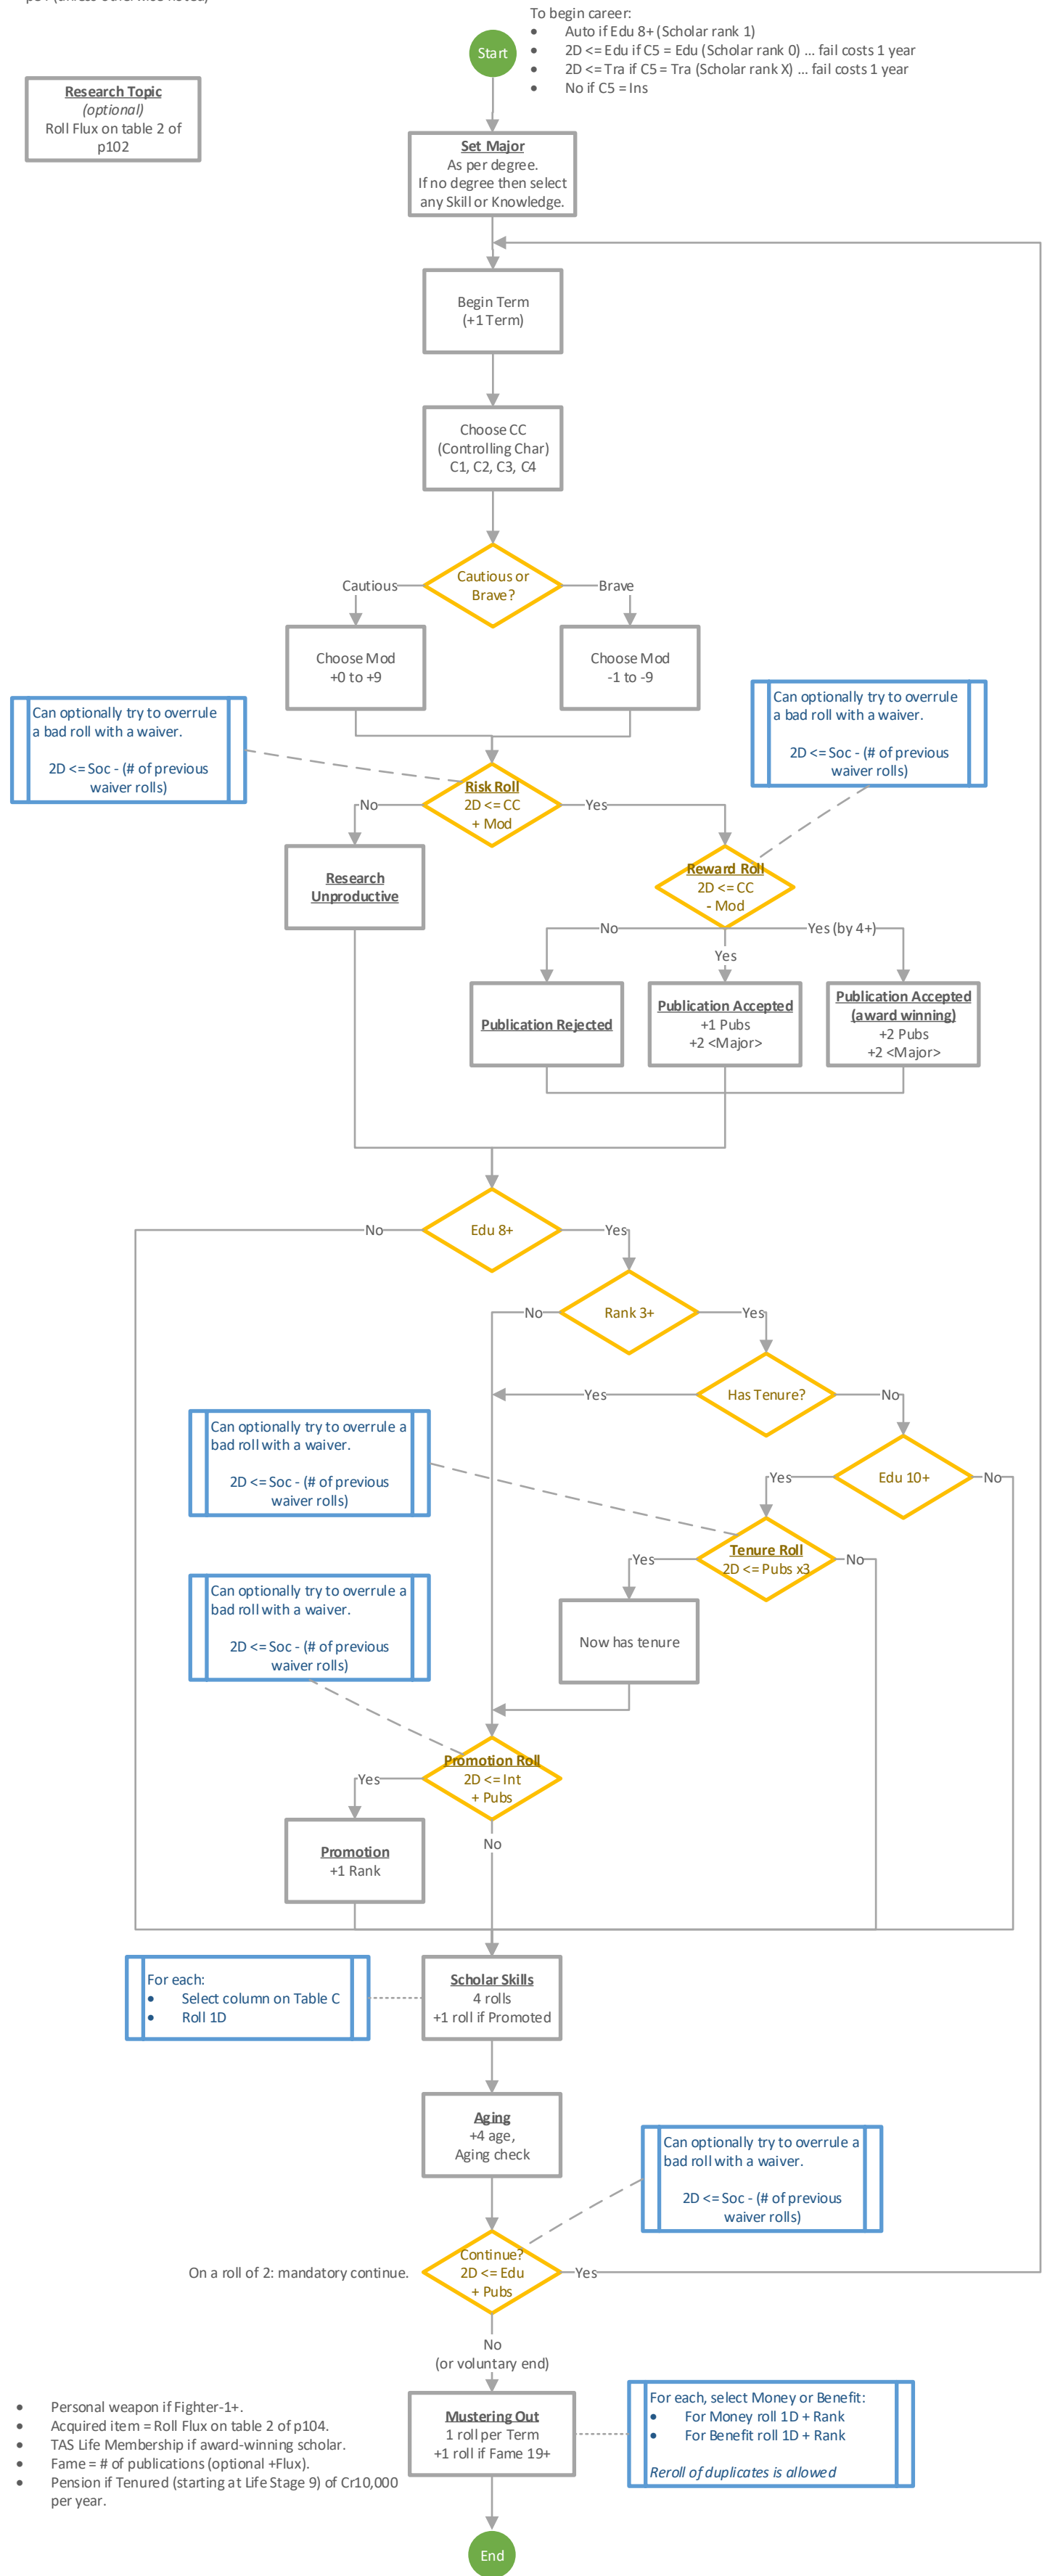 To begin career:
• Auto if Edu 8+ (Scholar rank 1)
• 2D <= Edu if C5 = Edu (Scholar rank 0) ... fail costs 1 year
• 2D <= Tra if C5 = Tra (Scholar rank X) ... fail costs 1 year
• No if C5 = Ins
Start
Research Topic
(optional)
Roll Flux on table 2 of
p102
Set Major
As per degree.
If no degree then select
any Skill or Knowledge.
Begin Term
(+1 Term)
Choose CC
(Controlling Char)
C1, C2, C3, C4
Cautious or
Brave?
Cautious
Brave
Choose Mod
+0 to +9
Choose Mod
-1 to -9
Can optionally try to overrule
a bad roll with a waiver.
2D <= Soc - (# of previous
waiver rolls)
Can optionally try to overrule
a bad roll with a waiver.
2D <= Soc - (# of previous
waiver rolls)
Risk Roll
2D <= CC
+ Mod
No
Yes
Research
Unproductive
Reward Roll
2D <= CC
- Mod
No
Yes
Yes (by 4+)
Publication Rejected
Publication Accepted
+1 Pubs
+2 <Major>
Publication Accepted
(award winning)
+2 Pubs
+2 <Major>
Edu 8+
No
Yes
Rank 3+
No
Yes
Has Tenure?
Yes
No
Edu 10+
Yes
No
Can optionally try to overrule a
bad roll with a waiver.
2D <= Soc - (# of previous
waiver rolls)
Tenure Roll
2D <= Pubs x3
Yes
No
Now has tenure
Can optionally try to overrule a
bad roll with a waiver.
2D <= Soc - (# of previous
waiver rolls)
Promotion Roll
2D <= Int
+ Pubs
Yes
No
Promotion
+1 Rank
For each:
• Select column on Table C
• Roll 1D
Scholar Skills
4 rolls
+1 roll if Promoted
Aging
+4 age,
Aging check
Can optionally try to overrule a
bad roll with a waiver.
2D <= Soc - (# of previous
waiver rolls)
On a roll of 2: mandatory continue.
Continue?
2D <= Edu
+ Pubs
Yes
No
(or voluntary end)
• Personal weapon if Fighter-1+.
• Acquired item = Roll Flux on table 2 of p104.
• TAS Life Membership if award-winning scholar.
• Fame = # of publications (optional +Flux).
• Pension if Tenured (starting at Life Stage 9) of Cr10,000
per year.
Mustering Out
1 roll per Term
+1 roll if Fame 19+
For each, select Money or Benefit:
• For Money roll 1D + Rank
• For Benefit roll 1D + Rank
Reroll of duplicates is allowed
End